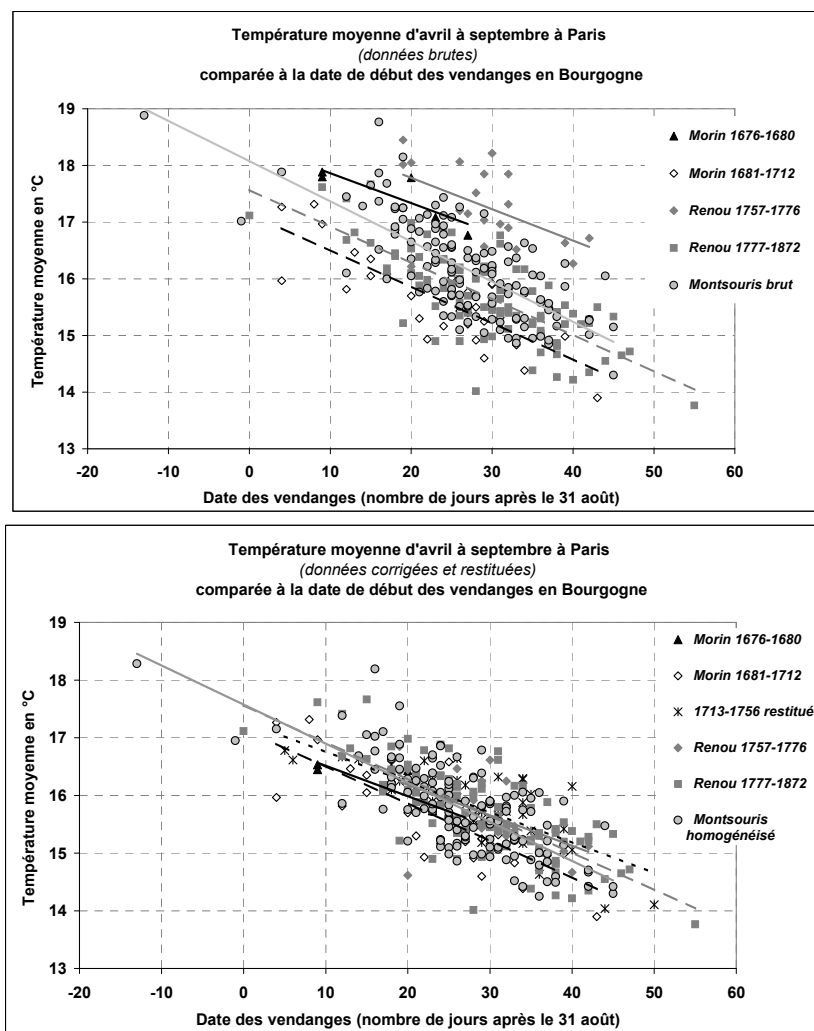 Température moyenne d'avril à septembre à Paris
(données brutes)
comparée à la date de début des vendanges en Bourgogne
Température moyenne en °C
19
18
17
16
15
14
13
-20
-10
0
10
20
30
40
50
60
Date des vendanges (nombre de jours après le 31 août)
Morin 1676-1680
Morin 1681-1712
Renou 1757-1776
Renou 1777-1872
Montsouris brut
Température moyenne d'avril à septembre à Paris
(données corrigées et restituées)
comparée à la date de début des vendanges en Bourgogne
Température moyenne en °C
19
18
17
16
15
14
13
-20
-10
0
10
20
30
40
50
60
Date des vendanges (nombre de jours après le 31 août)
Morin 1676-1680
Morin 1681-1712
1713-1756 restitué
Renou 1757-1776
Renou 1777-1872
Montsouris
homogénéisé